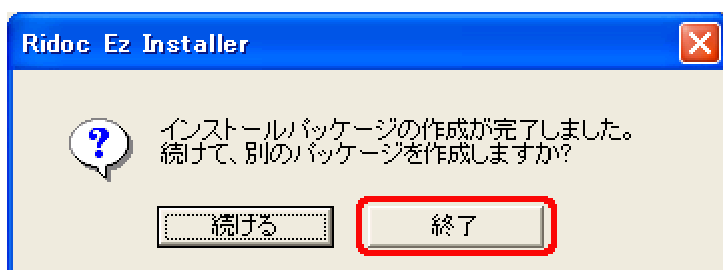 Ridoc Ez Installer
インストールパッケージの作成が完了しました。
続けて、別のパッケージを作成しますか?
続ける
終了